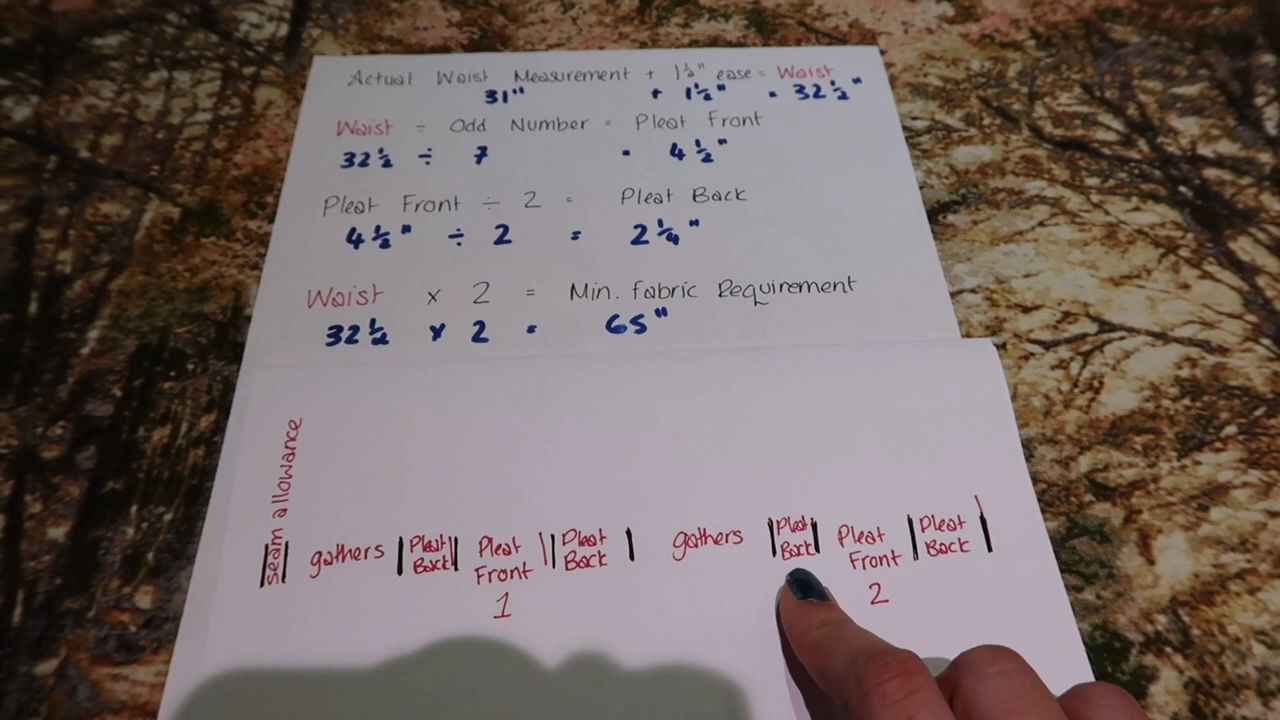 Actual Waist Measurement + 1½" ease = Waist
31" + 1½" = 32½"
Waist ÷ Odd Number = Pleat Front
32½ ÷ 7 = 4½"
Pleat Front ÷ 2 = Pleat Back
4½" ÷ 2 = 2¼"
Waist x 2 = Min. fabric Requirement
32½ x 2 = 65"
seam allowance
gathers
Pleat
Back
Pleat
Front
1
Pleat
Back
gathers
Pleat
Back
Pleat
Front
2
Pleat
Back